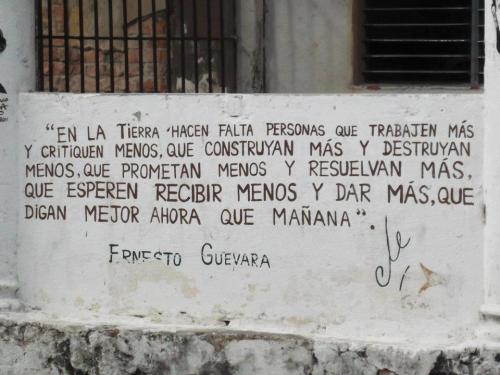 "EN LA TIERRA 'HACEN FALTA PERSONAS QUE TRABAJEN MÁS
Y CRITIQUEN MENOS, QUE CONSTRUYAN MÁS Y DESTRUYAN
MENOS, QUE PROMETAN MENOS Y RESUELVAN MÁS,
QUE ESPEREN RECIBIR MENOS Y DAR MÁS, QUE
DIGAN MEJOR AHORA QUE MAÑANA".
Che
ERNESTO GUEVARA